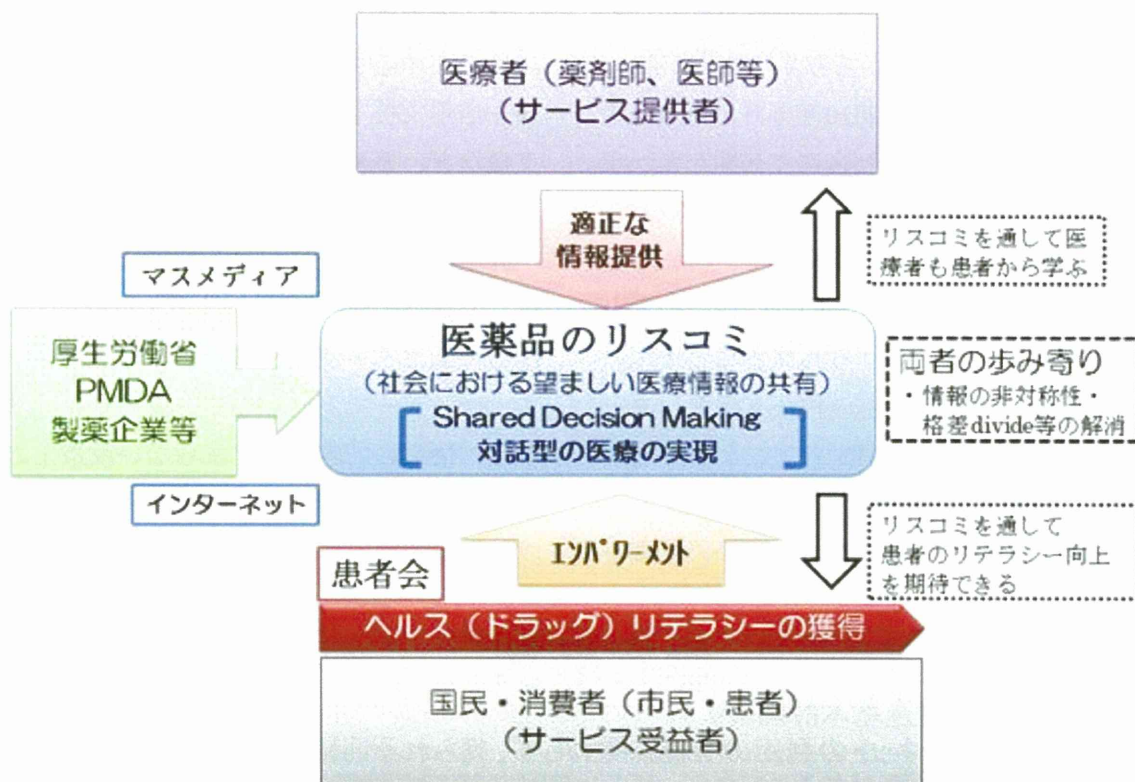 医療者（薬剤師、医師等）
（サービス提供者）
適正な
情報提供
リスコミを通して医
療者も患者から学ぶ
マスメディア
厚生労働省
PMDA
製薬企業等
インターネット
医薬品のリスコミ
（社会における望ましい医療情報の共有）
Shared Decision Making
対話型の医療の実現
両者の歩み寄り
・情報の非対称性・
格差divide等の解消
エンパワーメント
リスコミを通して
患者のリテラシー向上
を期待できる
患者会
ヘルス（ドラッグ）リテラシーの獲得
国民・消費者（市民・患者）
（サービス受益者）